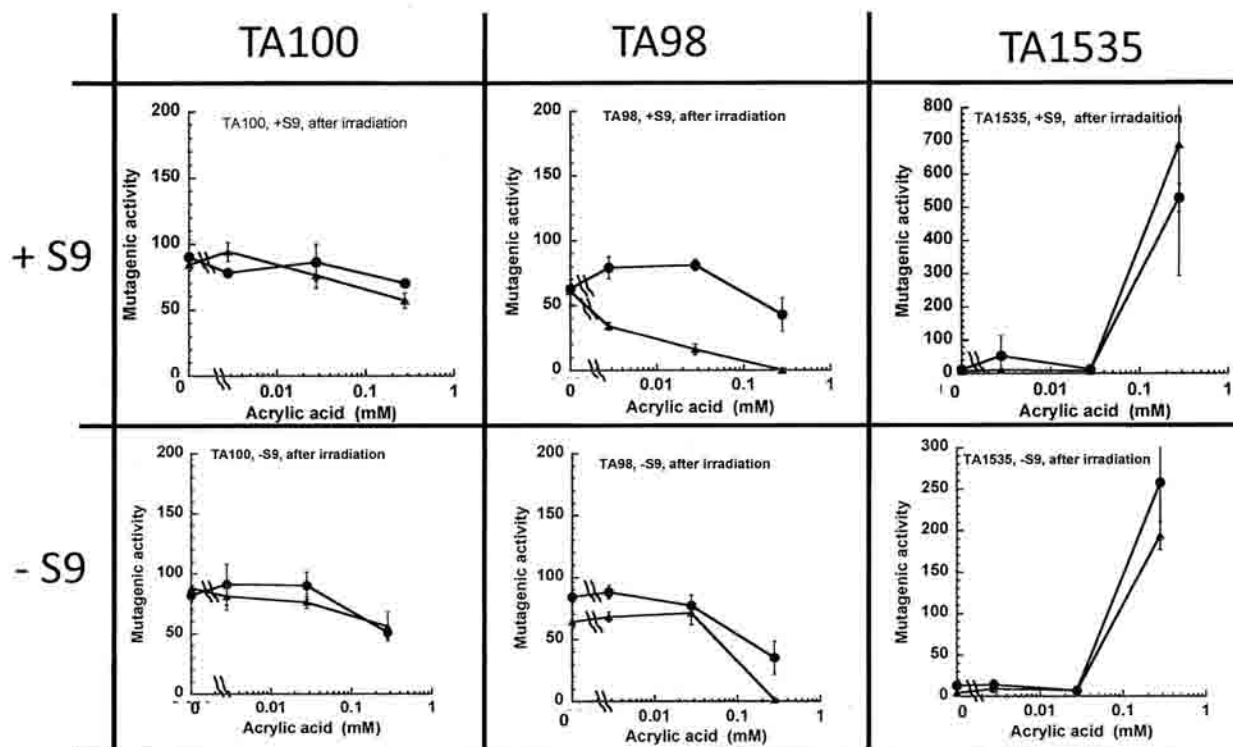 TA100 TA98 TA1535
+ S9
TA100, +S9, after irradiation
Mutagenic activity
200
150
100
50
0
0 0.01 0.1 1
Acrylic acid (mM)
TA98, +S9, after irradiation
Mutagenic activity
200
150
100
50
0
0 0.01 0.1 1
Acrylic acid (mM)
TA1535, +S9, after irradaition
Mutagenic activity
800
700
600
500
400
300
200
100
0
0 0.01 0.1 1
Acrylic acid (mM)
- S9
TA100, -S9, after irradiation
Mutagenic activity
200
150
100
50
0
0 0.01 0.1 1
Acrylic acid (mM)
TA98, -S9, after irradiation
Mutagenic activity
200
150
100
50
0
0 0.01 0.1 1
Acrylic acid (mM)
TA1535, -S9, after irradiation
Mutagenic activity
300
250
200
150
100
50
0
0 0.01 0.1 1
Acrylic acid (mM)